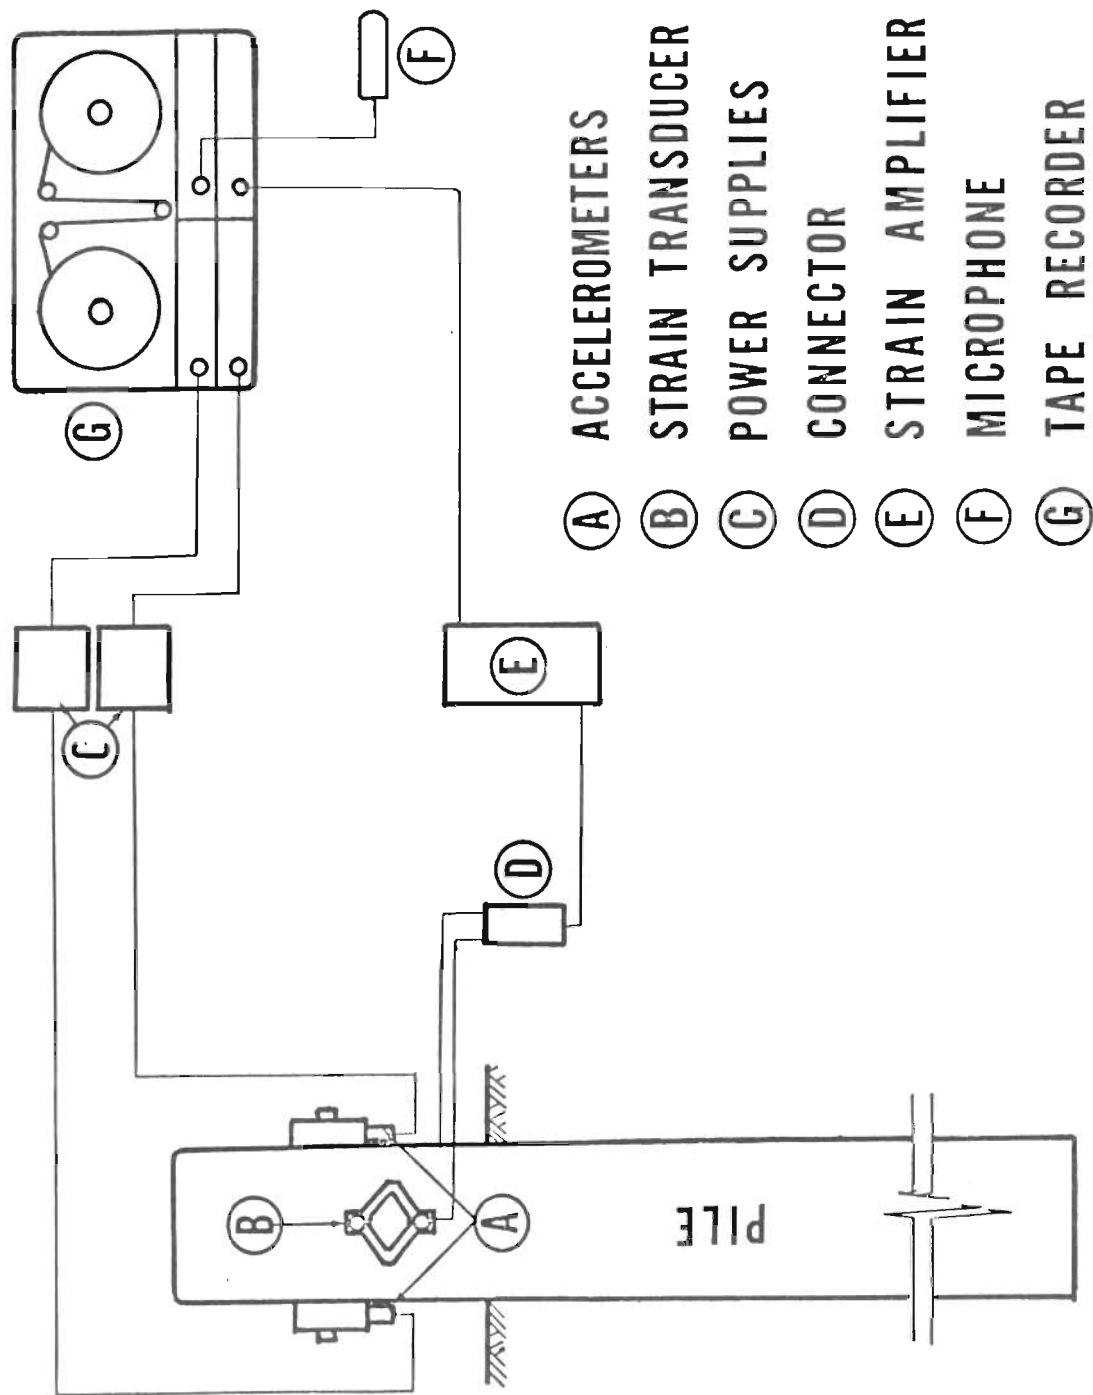 G
F
C
E
D
B
A
PILE
A ACCELEROMETERS
B STRAIN TRANSDUCER
C POWER SUPPLIES
D CONNECTOR
E STRAIN AMPLIFIER
F MICROPHONE
G TAPE RECORDER